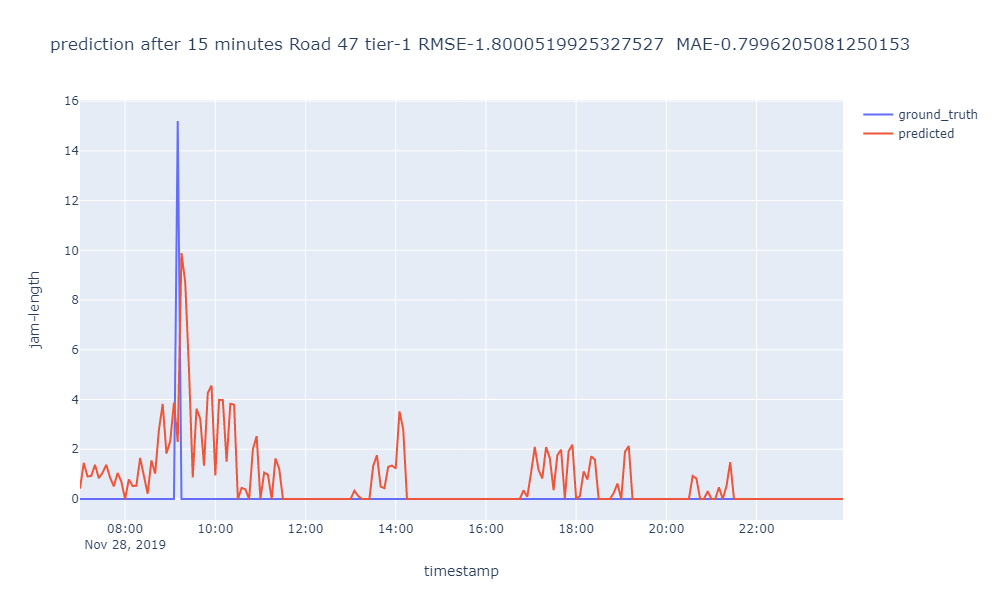 prediction after 15 minutes Road 47 tier-1 RMSE-1.8000519925327527  MAE-0.7996205081250153
ground_truth
predicted
16
14
12
10
8
6
4
2
0
jam-length
08:00 10:00 12:00 14:00 16:00 18:00 20:00 22:00
Nov 28, 2019
timestamp